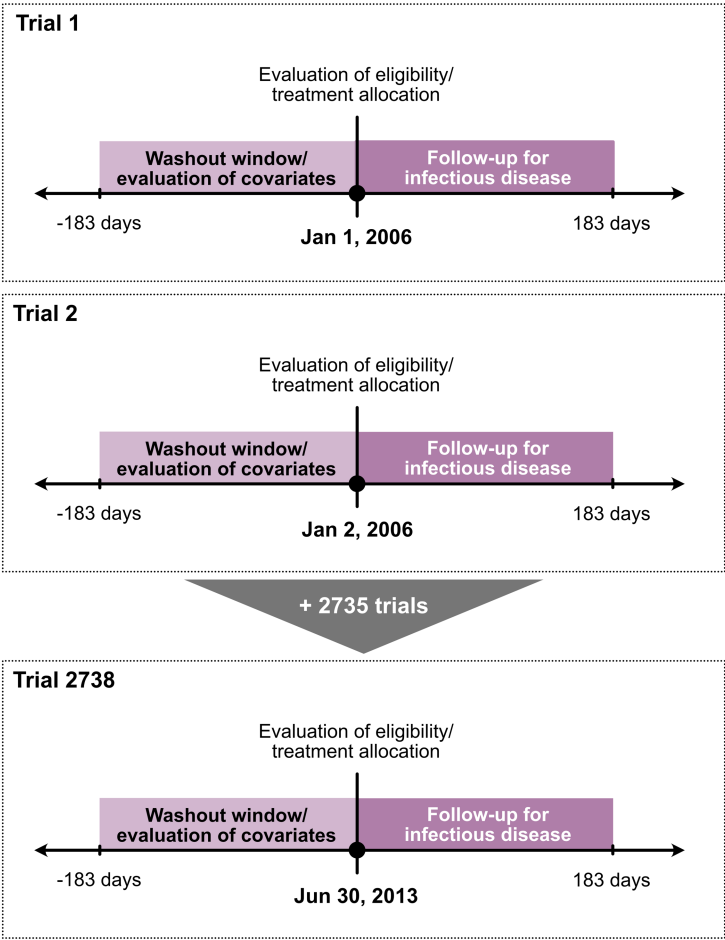 Trial 1
Evaluation of eligibility/
treatment allocation
Washout window/
evaluation of covariates
Follow-up for
infectious disease
-183 days
183 days
Jan 1, 2006
Trial 2
Evaluation of eligibility/
treatment allocation
Washout window/
evaluation of covariates
Follow-up for
infectious disease
-183 days
183 days
Jan 2, 2006
+ 2735 trials
Trial 2738
Evaluation of eligibility/
treatment allocation
Washout window/
evaluation of covariates
Follow-up for
infectious disease
-183 days
183 days
Jun 30, 2013